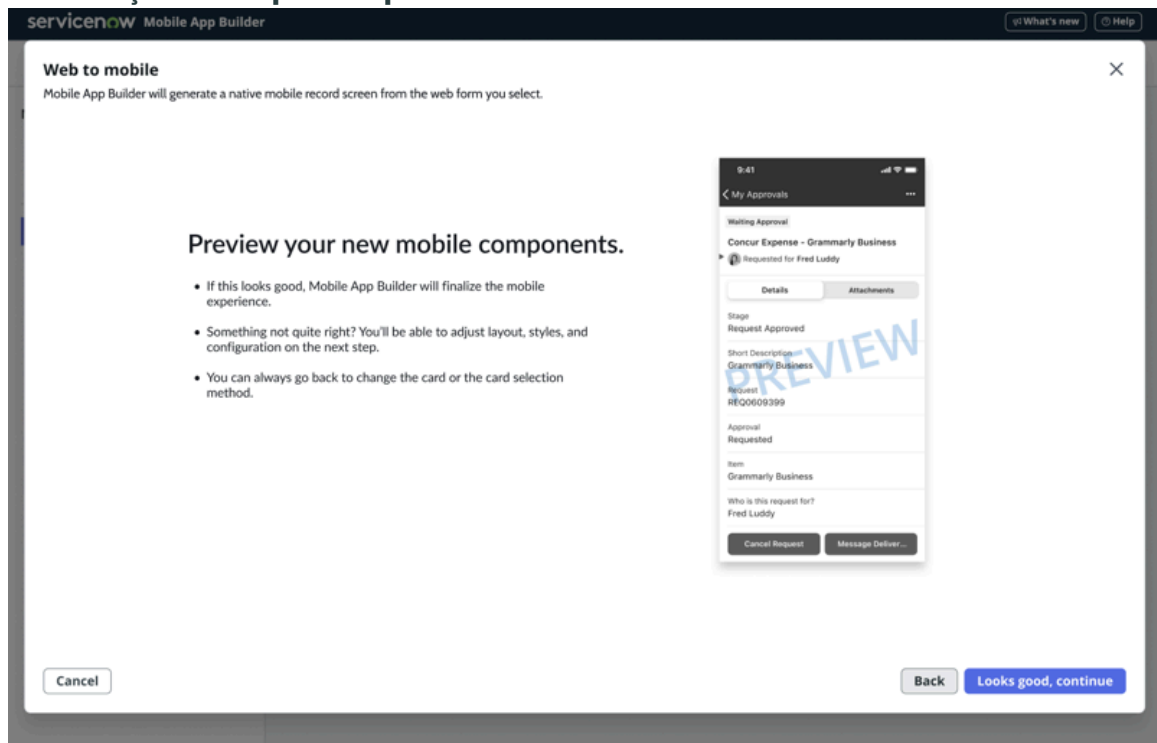 servicenow Mobile App Builder
What's new
Help
Web to mobile
Mobile App Builder will generate a native mobile record screen from the web form you select.
Preview your new mobile components.
• If this looks good, Mobile App Builder will finalize the mobile
experience.
• Something not quite right? You'll be able to adjust layout, styles, and
configuration on the next step.
• You can always go back to change the card or the card selection
method.
9:41
My Approvals
Waiting Approval
Concur Expense - Grammarly Business
Requested for Fred Luddy
Details
Attachments
Stage
Request Approved
Short Description
Grammarly Business
PREVIEW
Request
REQ0609399
Approval
Requested
Item
Grammarly Business
Who is this request for?
Fred Luddy
Cancel Request
Message Deliver...
Cancel
Back
Looks good, continue